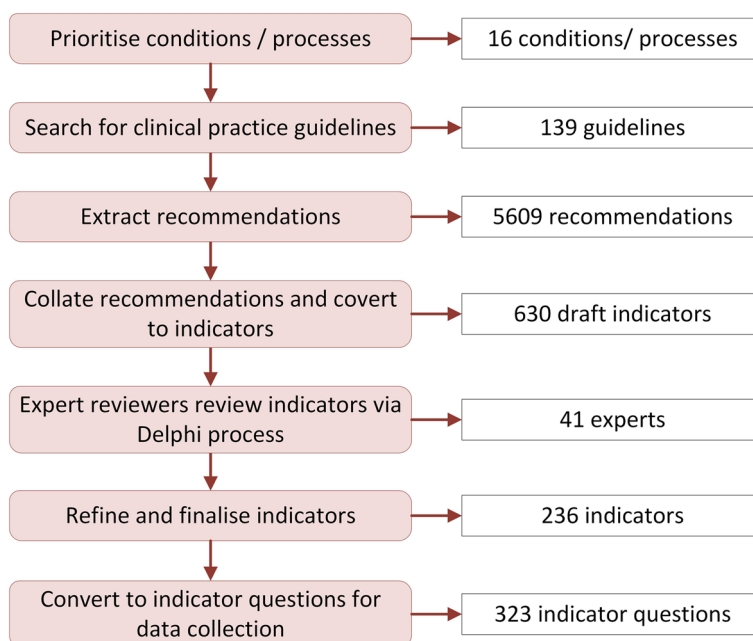 Prioritise conditions / processes
16 conditions/ processes
Search for clinical practice guidelines
139 guidelines
Extract recommendations
5609 recommendations
Collate recommendations and covert
to indicators
630 draft indicators
Expert reviewers review indicators via
Delphi process
41 experts
Refine and finalise indicators
236 indicators
Convert to indicator questions for
data collection
323 indicator questions